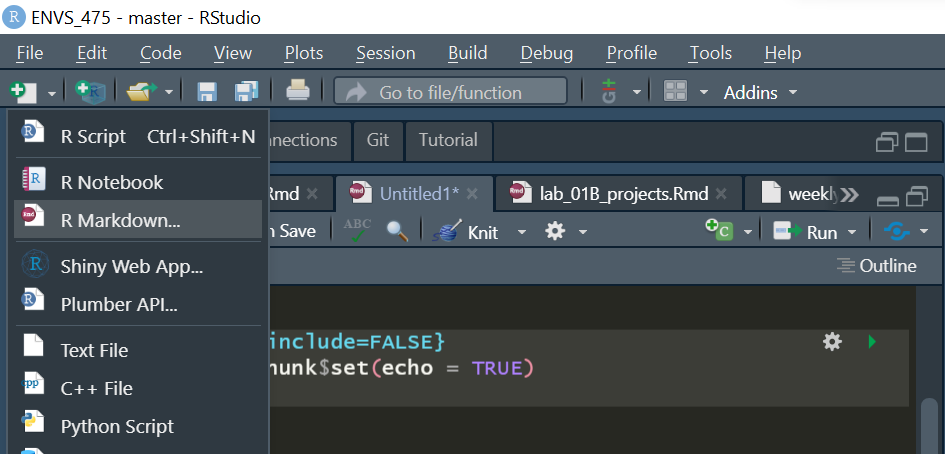 R ENVS_475 - master - RStudio
File Edit Code View Plots Session Build Debug Profile Tools Help
Go to file/function Addins
R Script Ctrl+Shift+N
nnections Git Tutorial
R Notebook
Rmd Untitled1* lab_01B_projects.Rmd weekly
R Markdown...
n Save ABC Knit C Run
Shiny Web App...
Outline
Plumber API...
include=FALSE}
Text File
hunk$set(echo = TRUE)
C++ File
Python Script